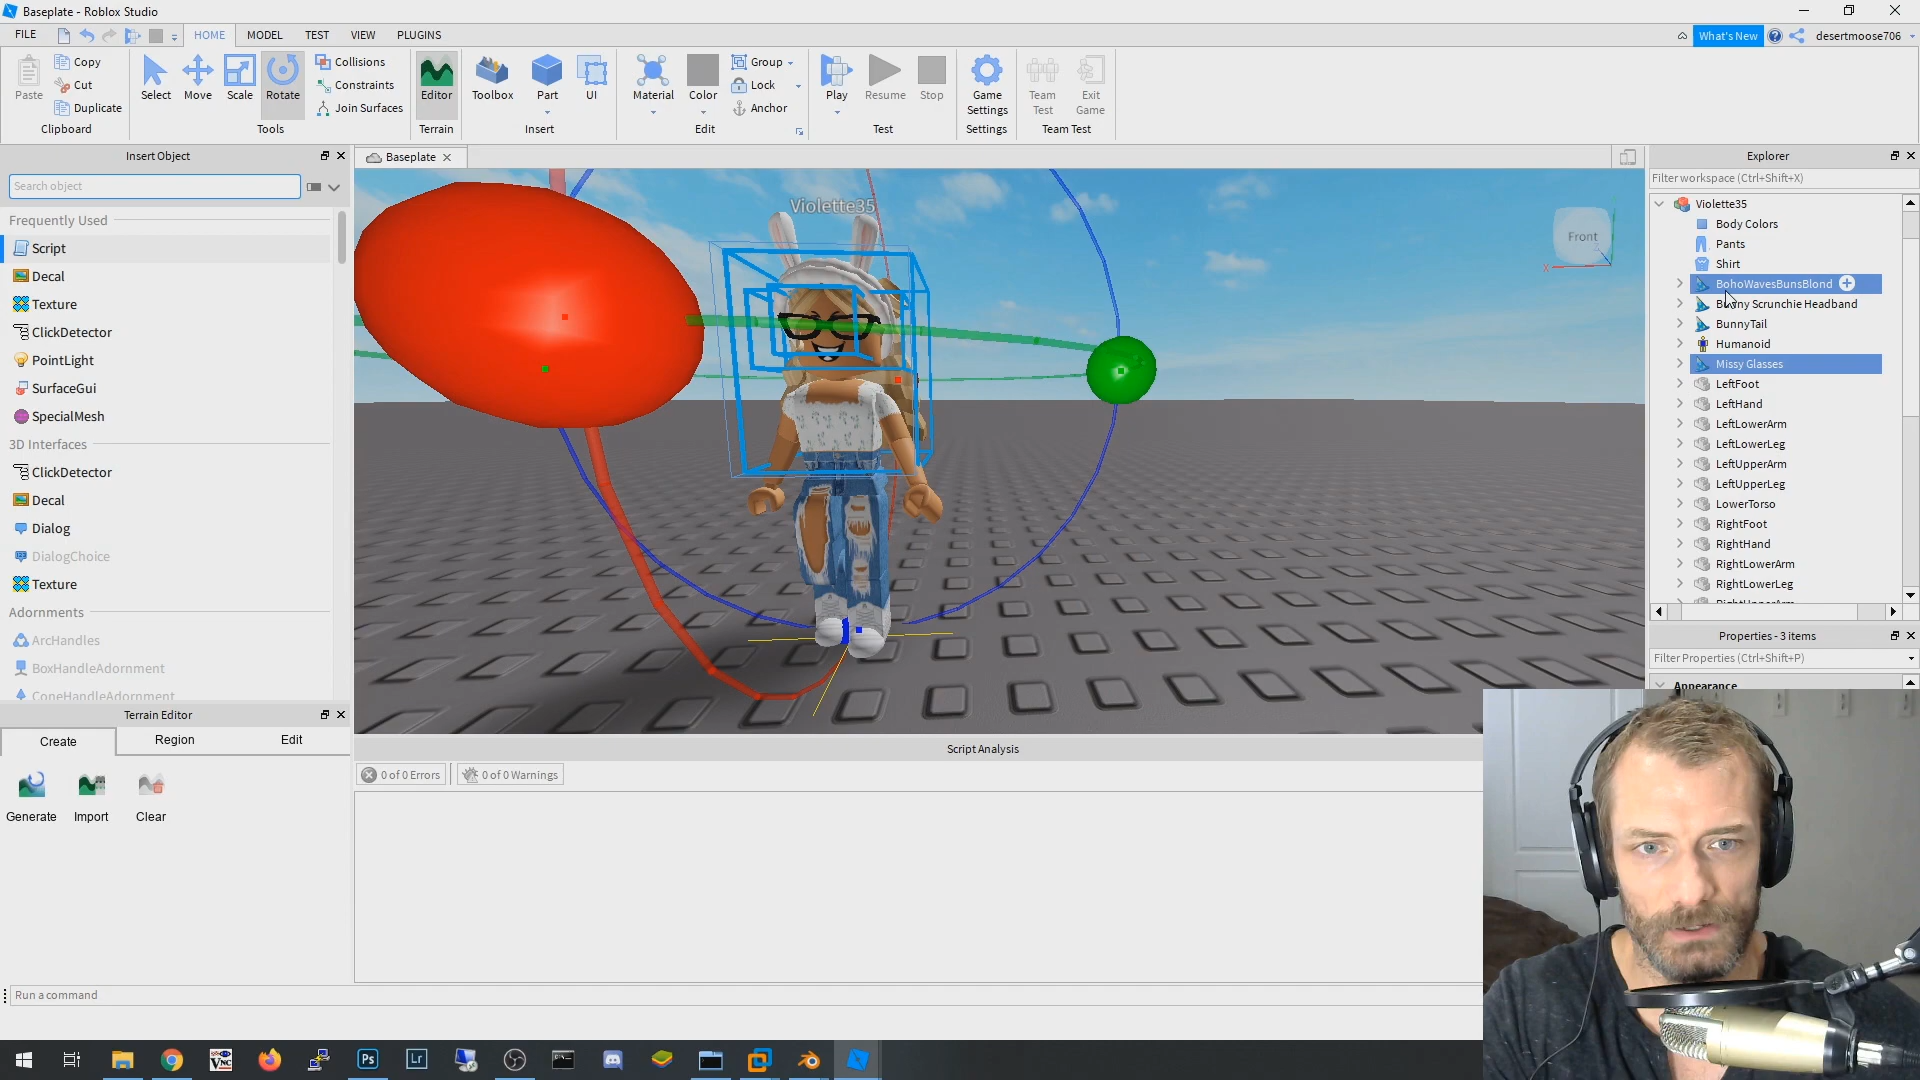 Baseplate - Roblox Studio
FILE
HOME
MODEL
TEST
VIEW
PLUGINS
What's New
desertmoose706
Paste
Copy
Cut
Duplicate
Clipboard
Select
Move
Scale
Rotate
Collisions
Constraints
Join Surfaces
Tools
Editor
Terrain
Toolbox
Part
UI
Insert
Material
Color
Group
Lock
Anchor
Edit
Play
Resume
Stop
Test
Game
Settings
Settings
Team
Test
Exit
Game
Team Test
Insert Object
Search object
Frequently Used
Script
Decal
Texture
ClickDetector
PointLight
SurfaceGui
SpecialMesh
3D Interfaces
ClickDetector
Decal
Dialog
DialogChoice
Texture
Adornments
ArcHandles
BoxHandleAdornment
ConeHandleAdornment
Terrain Editor
Create
Region
Edit
Generate
Import
Clear
Run a command
Baseplate
Violette35
Front
X
Script Analysis
0 of 0 Errors
0 of 0 Warnings
Explorer
Filter workspace (Ctrl+Shift+X)
Violette35
Body Colors
Pants
Shirt
BohoWavesBunsBlond
Bunny Scrunchie Headband
BunnyTail
Humanoid
Missy Glasses
LeftFoot
LeftHand
LeftLowerArm
LeftLowerLeg
LeftUpperArm
LeftUpperLeg
LowerTorso
RightFoot
RightHand
RightLowerArm
RightLowerLeg
RightUpperArm
Properties - 3 items
Filter Properties (Ctrl+Shift+P)
Appearance
Ps
Lr